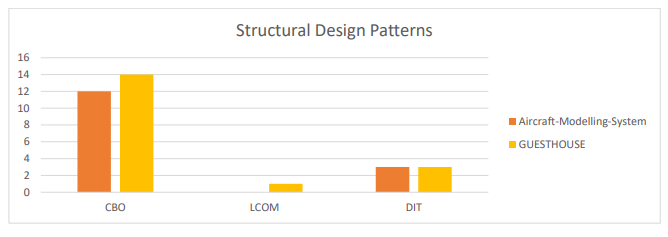 Structural Design Patterns
16
14
12
10
8
6
4
2
0
CBO LCOM DIT
Aircraft-Modelling-System
GUESTHOUSE